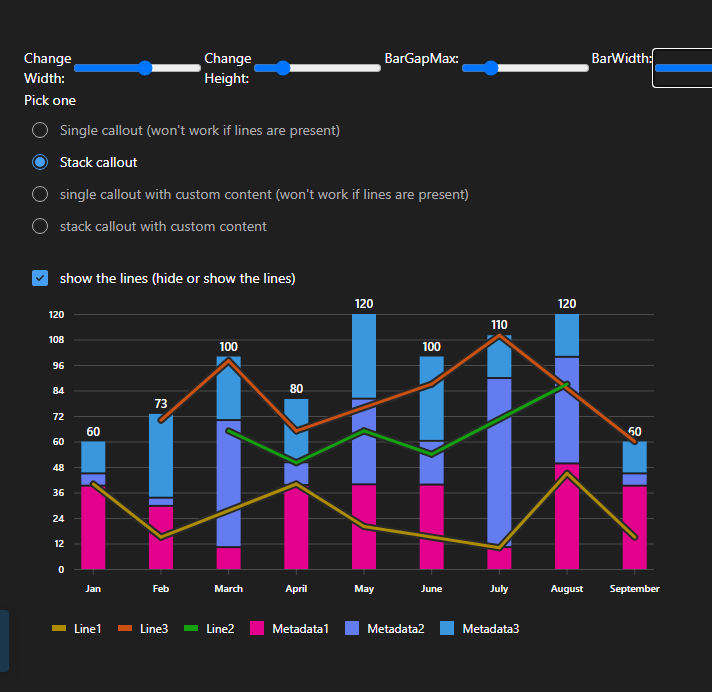 Change Width:
Change Height:
BarGapMax:
BarWidth:
Pick one
Single callout (won't work if lines are present)
Stack callout
single callout with custom content (won't work if lines are present)
stack callout with custom content
show the lines (hide or show the lines)
120
108
96
84
72
60
48
36
24
12
0
60
73
100
80
120
100
110
120
60
Jan
Feb
March
April
May
June
July
August
September
Line1
Line3
Line2
Metadata1
Metadata2
Metadata3